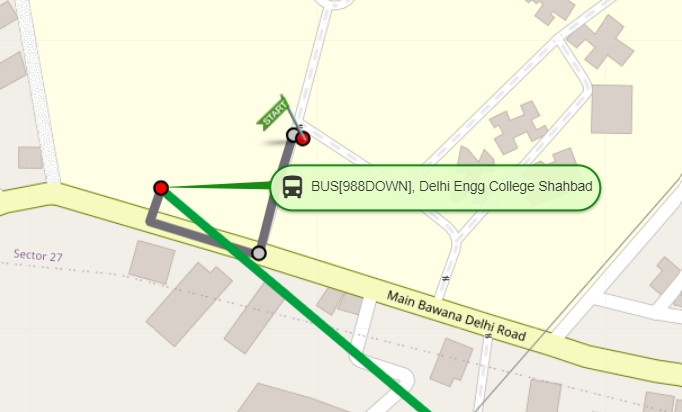 START
BUS[988DOWN], Delhi Engg College Shahbad
Sector 27
Main Bawana Delhi Road